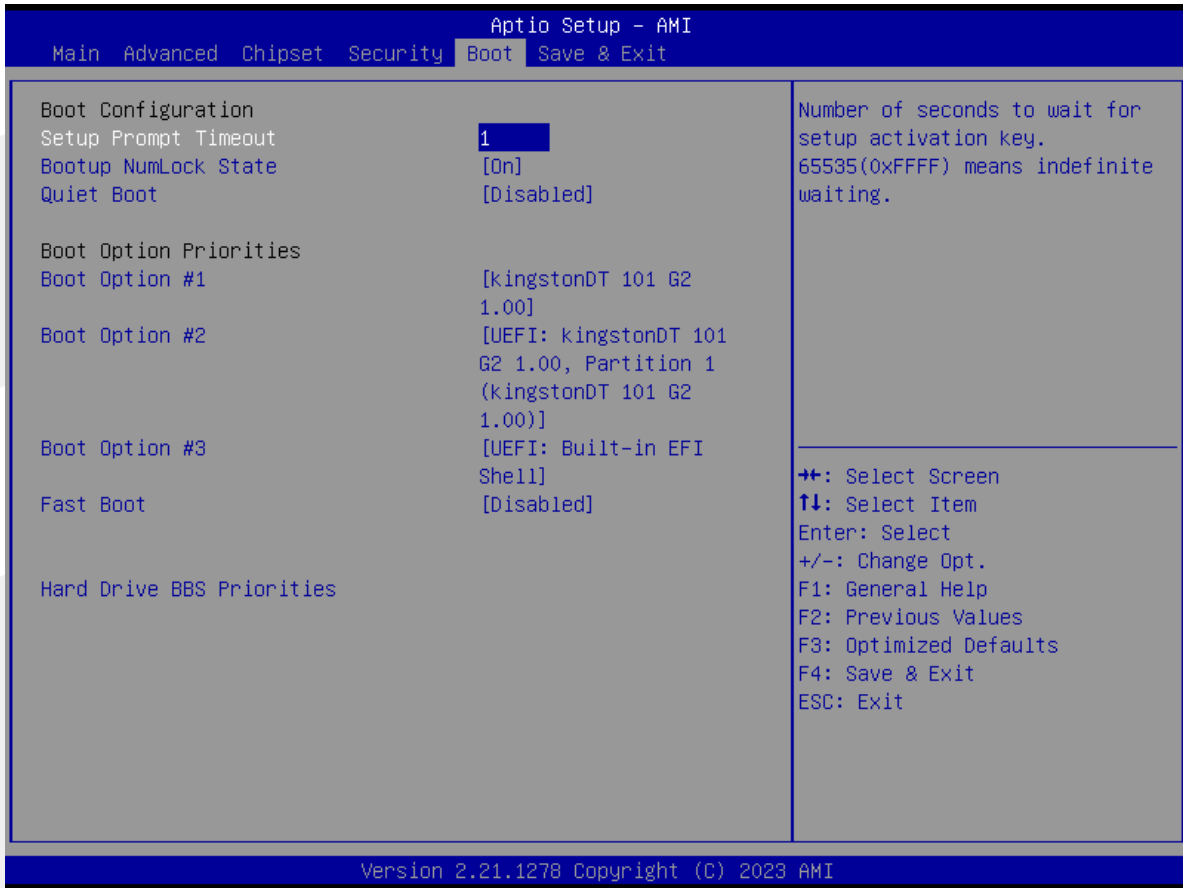 Aptio Setup – AMI
Main Advanced Chipset Security Boot Save & Exit
Boot Configuration
Setup Prompt Timeout 1
Bootup NumLock State [On]
Quiet Boot [Disabled]
Boot Option Priorities
Boot Option #1 [KingstonDT 101 G2
1.00]
Boot Option #2 [UEFI: KingstonDT 101
G2 1.00, Partition 1
(KingstonDT 101 G2
1.00)]
Boot Option #3 [UEFI: Built-in EFI
Shell]
Fast Boot [Disabled]
Hard Drive BBS Priorities
Number of seconds to wait for
setup activation key.
65535(0xFFFF) means indefinite
waiting.
→←: Select Screen
↑↓: Select Item
Enter: Select
+/-: Change Opt.
F1: General Help
F2: Previous Values
F3: Optimized Defaults
F4: Save & Exit
ESC: Exit
Version 2.21.1278 Copyright (C) 2023 AMI